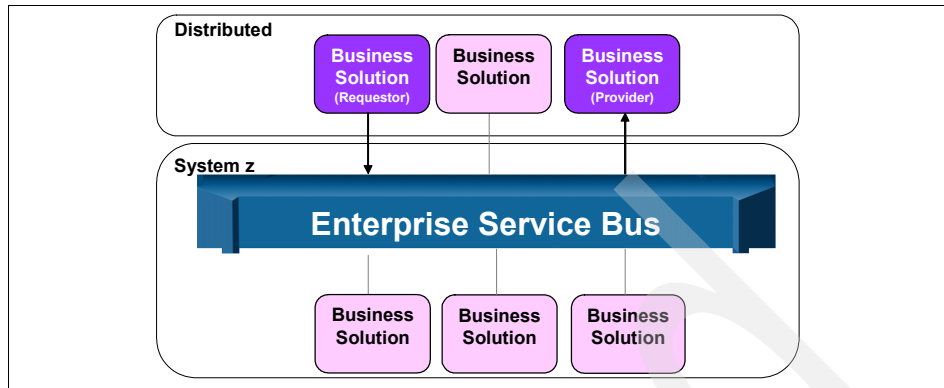 Distributed
Business
Solution
(Requestor)
Business
Solution
Business
Solution
(Provider)
System z
Enterprise Service Bus
Business
Solution
Business
Solution
Business
Solution